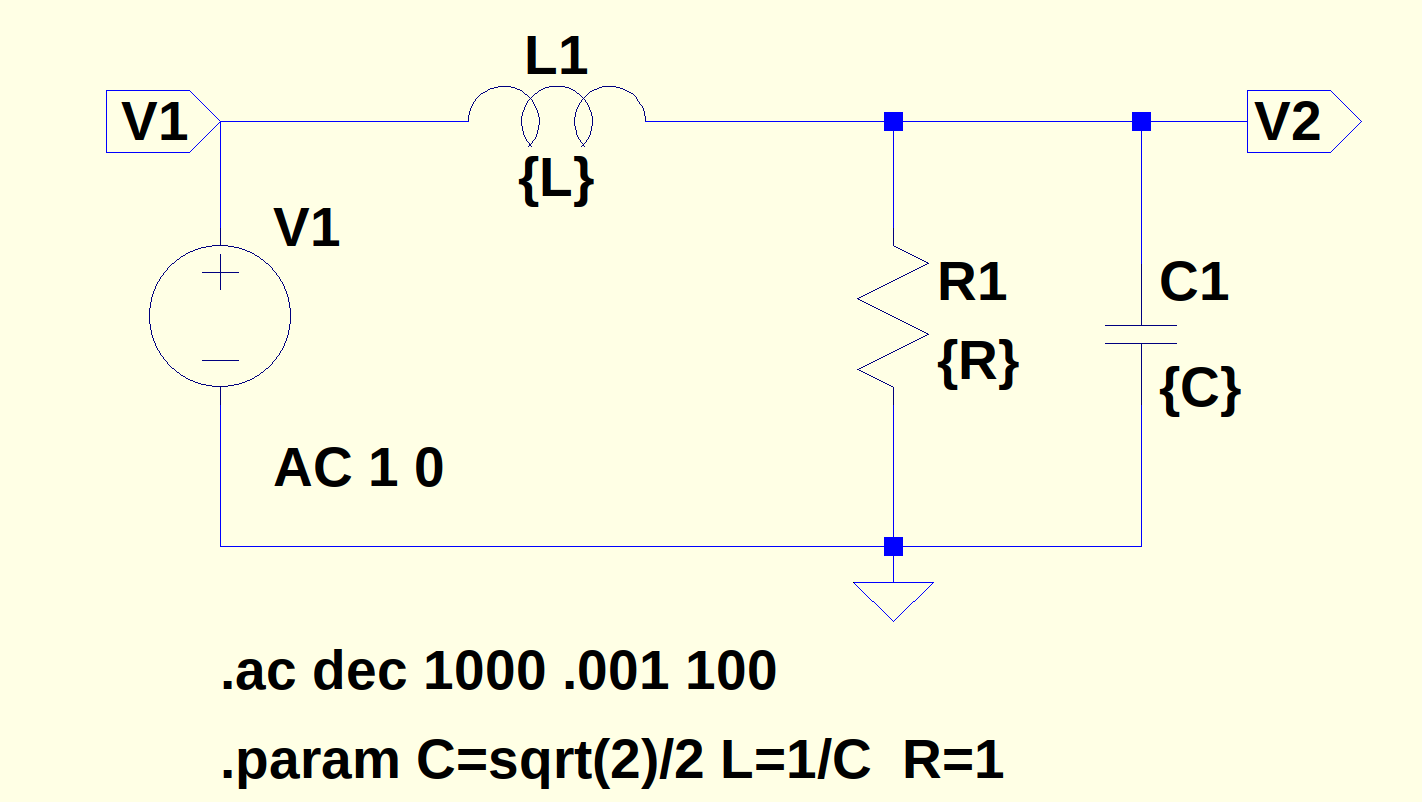 L1
V1
V2
{L}
V1
R1
C1
{R}
{C}
AC 1 0
.ac dec 1000 .001 100
.param C=sqrt(2)/2 L=1/C  R=1